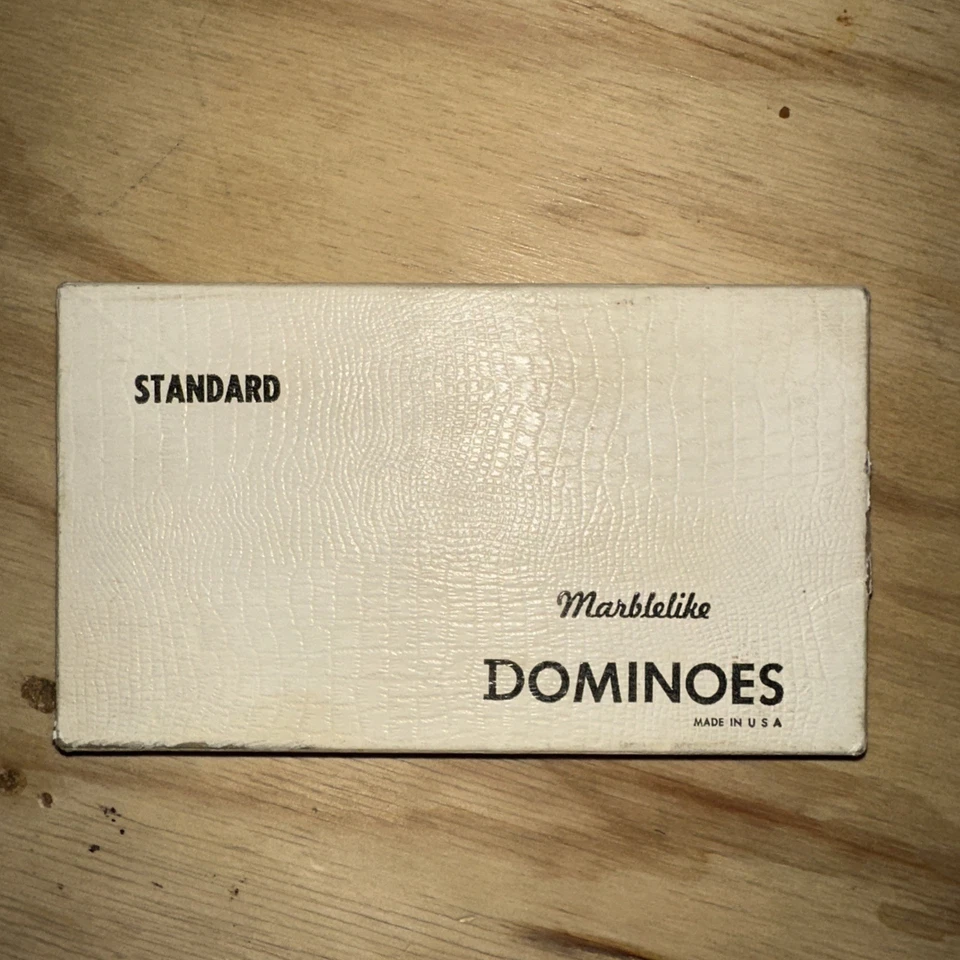 STANDARD
Marblelike
DOMINOES
MADE IN U S A